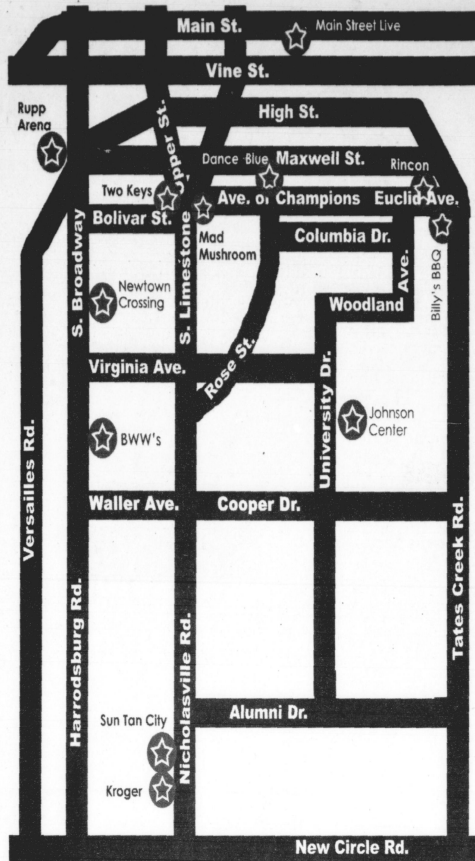 Main St.
Main Street Live
Vine St.
Rupp
Arena
High St.
Upper St.
Dance Blue
Maxwell St.
Rincon
Two Keys
Ave. of Champions
Euclid Ave.
Bolivar St.
Mad
Mushroom
Columbia Dr.
Ave.
Billy's BBQ
S. Broadway
S. Limestone
Newtown
Crossing
Woodland
Rose St.
Virginia Ave.
University Dr.
Johnson
Center
BWW's
Versailles Rd.
Waller Ave.
Cooper Dr.
Tates Creek Rd.
Harrodsburg Rd.
Nicholasville Rd.
Alumni Dr.
Sun Tan City
Kroger
New Circle Rd.